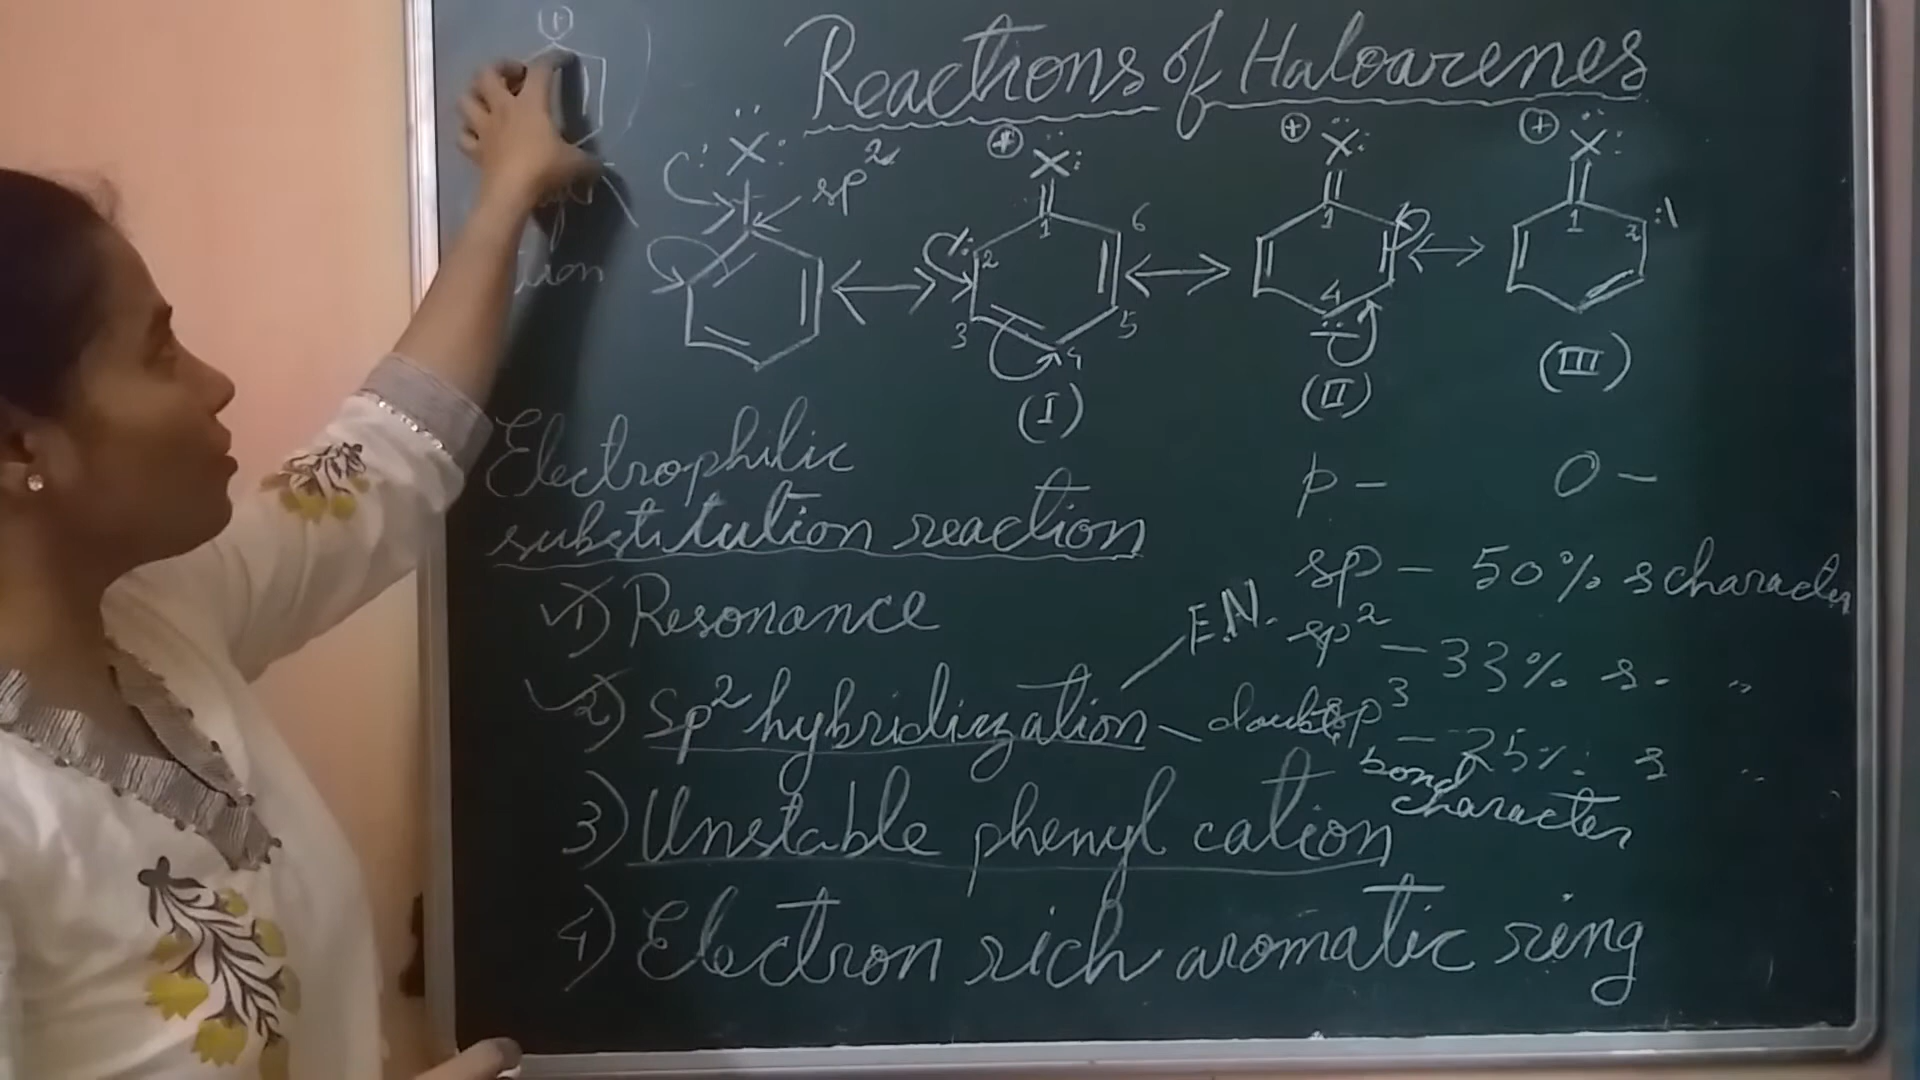 Reactions of Haloarenes
sp²
(I)
(II)
(III)
p –
o –
Electrophilic
substitution reaction
1) Resonance
2) Sp² hybridization
E.N.
double
bond
character
3) Unstable phenyl cation
4) Electron rich aromatic ring
sp – 50% s character
sp² – 33% s. "
sp³ – 25% s "